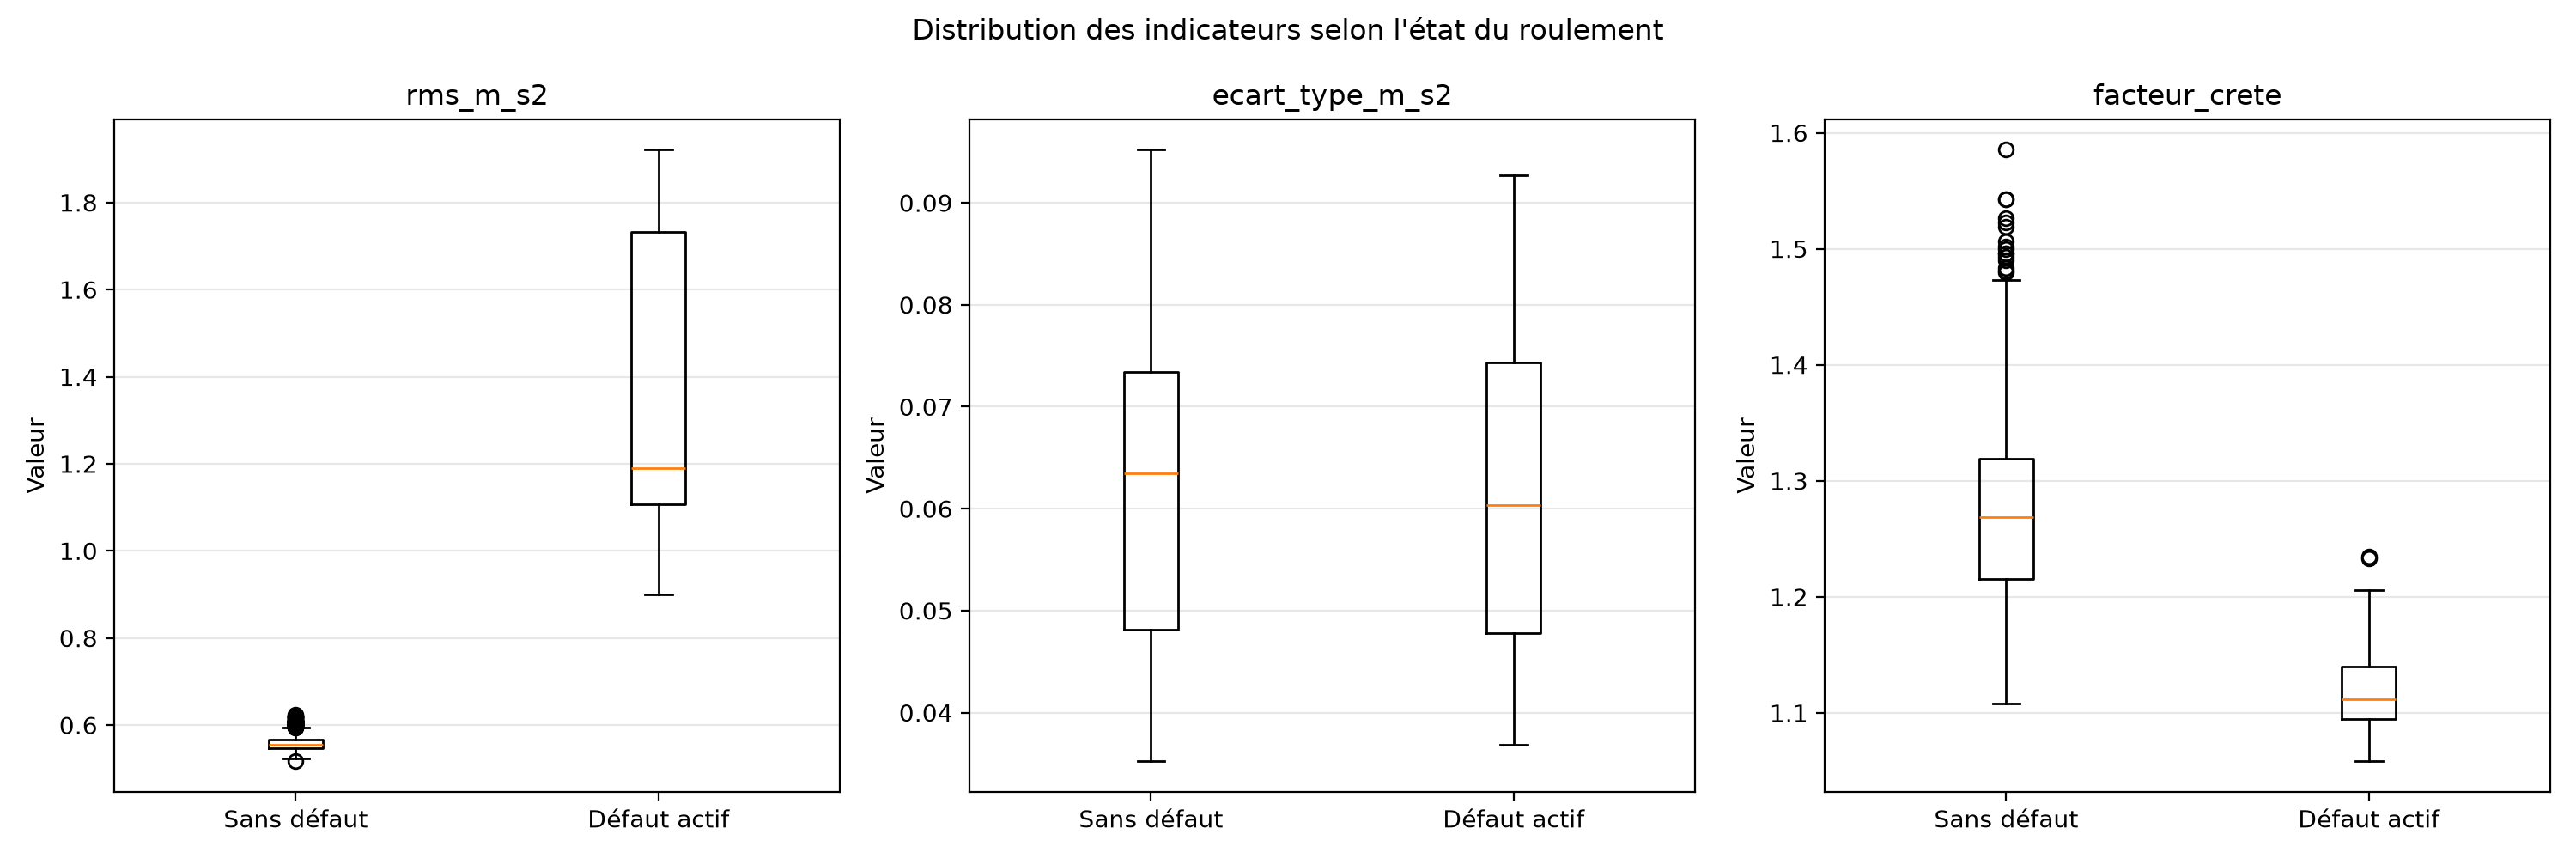 Distribution des indicateurs selon l'état du roulement
rms_m_s2
Valeur
1.8
1.6
1.4
1.2
1.0
0.8
0.6
Sans défaut
Défaut actif
ecart_type_m_s2
Valeur
0.09
0.08
0.07
0.06
0.05
0.04
Sans défaut
Défaut actif
facteur_crete
Valeur
1.6
1.5
1.4
1.3
1.2
1.1
Sans défaut
Défaut actif